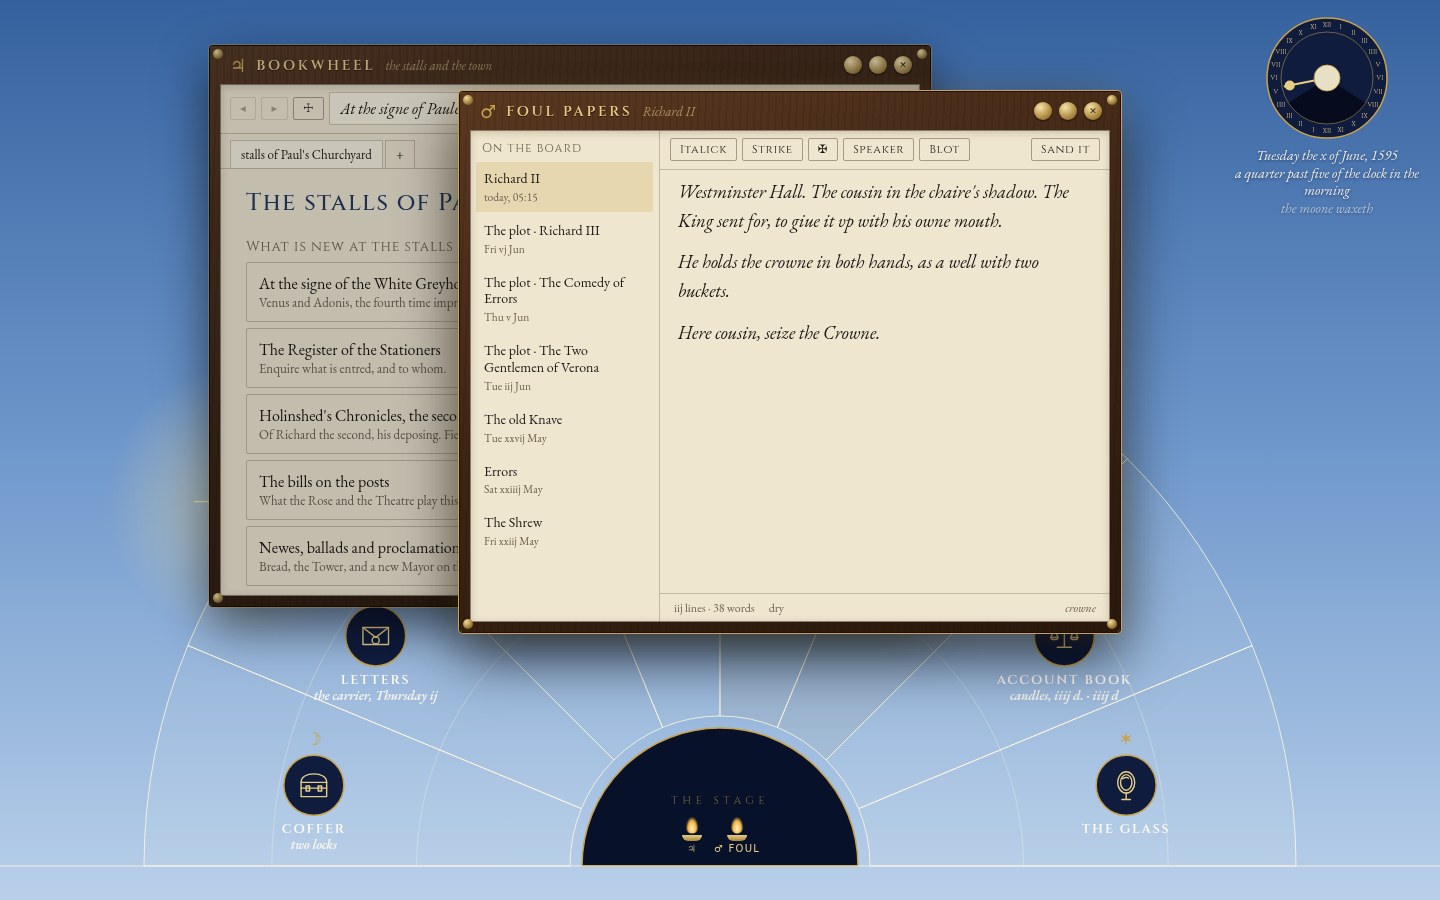 BOOKWHEEL the stalls and the town
At the signe of
stalls of Paul's Churchyard +
The stalls of
What is new at the stalls
At the signe of the White
Venus and Adonis, the fourth time
The Register of the Stationers
Enquire what is entred, and to whom.
Holinshed's Chronicles, the
Of Richard the second, his deposing.
The bills on the posts
What the Rose and the Theatre play
Newes, ballads and
Bread, the Tower, and a new Mayor on
FOUL PAPERS Richard II
On the board
Richard II
today, 05:15
The plot · Richard III
Fri vj Jun
The plot · The Comedy of
Errors
Thu v Jun
The plot · The Two
Gentlemen of Verona
Tue iij Jun
The old Knave
Tue xxvij May
Errors
Sat xxiiij May
The Shrew
Fri xxiij May
Italick Strike ✠ Speaker Blot Sand it
Westminster Hall. The cousin in the chaire's shadow. The
King sent for, to giue it vp with his owne mouth.
He holds the crowne in both hands, as a well with two
buckets.
Here cousin, seize the Crowne.
iij lines · 38 words dry crowne
Tuesday the x of June, 1595
a quarter past five of the clock in the
morning
the moone waxeth
LETTERS
the carrier, Thursday ij
COFFER
two locks
THE STAGE
♃ ♂ FOUL
ACCOUNT BOOK
candles, iiij d. · iiij d
THE GLASS